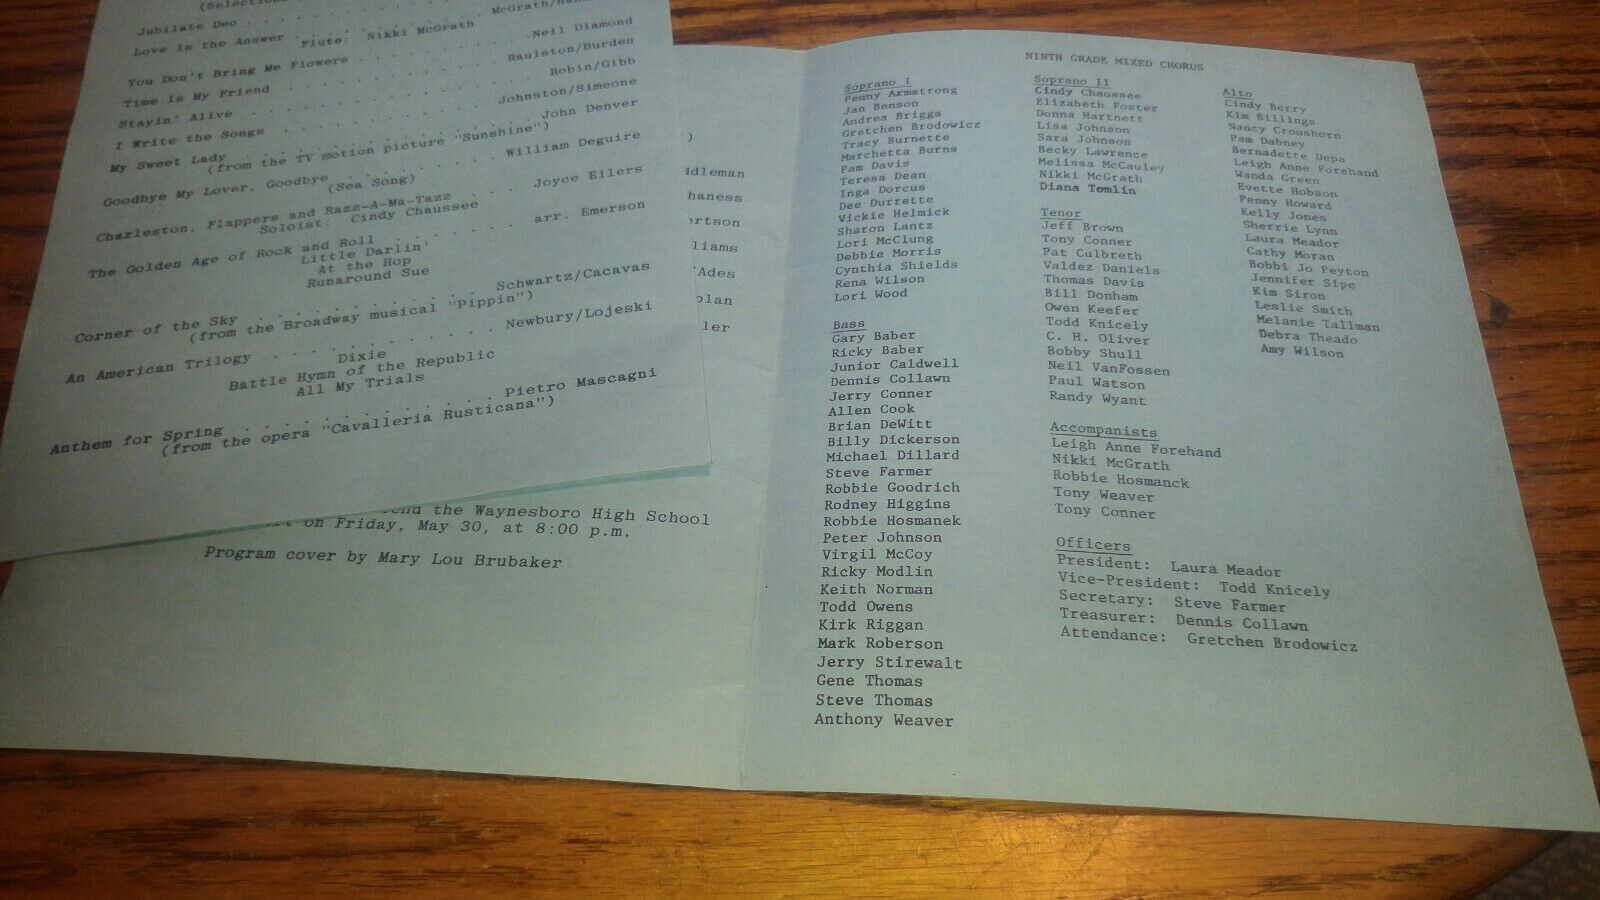 (Selections
Jubilate Deo . . . . . . . . . . . . . . .
Love Is the Answer . . . . . . . . . . . McGrath/
Flute: Nikki McGrath
You Don't Bring Me Flowers . . . . . . . . . .Neil Diamond
Time Is My Friend . . . . . . . . . . . Raulston/Burden
Stayin' Alive . . . . . . . . . . . . . Robin/Gibb
I Write the Songs . . . . . . . . . . . Johnston/Simeone
My Sweet Lady . . . . . . . . . . . . . John Denver
(from the TV motion picture "Sunshine")
Goodbye My Lover, Goodbye . . . . . . . William Deguire
(Sea Song)
Charleston, Flappers and Razz-A-Ma-Tazz . . . Joyce Eilers
Soloist: Cindy Chaussee
The Golden Age of Rock and Roll . . . . . . . arr. Emerson
Little Darlin'
At the Hop
Runaround Sue
Corner of the Sky . . . . . . . . . Schwartz/Cacavas
(from the Broadway musical "Pippin")
An American Trilogy . . . . . . . . . . Newbury/Lojeski
Dixie
Battle Hymn of the Republic
All My Trials
Anthem for Spring . . . . . . . . . . . Pietro Mascagni
(from the opera "Cavalleria Rusticana")
)
dleman
haness
rtson
liams
/Ades
plan
ler
the Waynesboro High School
on Friday, May 30, at 8:00 p.m.
Program cover by Mary Lou Brubaker
NINTH GRADE MIXED CHORUS
Soprano I
Penny Armstrong
Jan Benson
Andrea Briggs
Gretchen Brodowicz
Tracy Burnette
Marchetta Burns
Pam Davis
Teresa Dean
Inga Dorcus
Dee Durrette
Vickie Helmick
Sharon Lantz
Lori McClung
Debbie Morris
Cynthia Shields
Rena Wilson
Lori Wood
Bass
Gary Baber
Ricky Baber
Junior Caldwell
Dennis Collawn
Jerry Conner
Allen Cook
Brian DeWitt
Billy Dickerson
Michael Dillard
Steve Farmer
Robbie Goodrich
Rodney Higgins
Robbie Hosmanek
Peter Johnson
Virgil McCoy
Ricky Modlin
Keith Norman
Todd Owens
Kirk Riggan
Mark Roberson
Jerry Stirewalt
Gene Thomas
Steve Thomas
Anthony Weaver
Soprano II
Cindy Chaussee
Elizabeth Foster
Donna Hartnett
Lisa Johnson
Sara Johnson
Becky Lawrence
Melissa McCauley
Nikki McGrath
Diana Tomlin
Tenor
Jeff Brown
Tony Conner
Pat Culbreth
Valdez Daniels
Thomas Davis
Bill Donham
Owen Keefer
Todd Knicely
C. H. Oliver
Bobby Shull
Neil VanFossen
Paul Watson
Randy Wyant
Accompanists
Leigh Anne Forehand
Nikki McGrath
Robbie Hosmanck
Tony Weaver
Tony Conner
Officers
President: Laura Meador
Vice-President: Todd Knicely
Secretary: Steve Farmer
Treasurer: Dennis Collawn
Attendance: Gretchen Brodowicz
Alto
Cindy Berry
Kim Billings
Nancy Croushorn
Pam Dabney
Bernadette Depa
Leigh Anne Forehand
Wanda Green
Evette Hobson
Penny Howard
Kelly Jones
Sherrie Lynn
Laura Meador
Cathy Moran
Bobbi Jo Peyton
Jennifer Sipe
Kim Siron
Leslie Smith
Melanie Tallman
Debra Theado
Amy Wilson